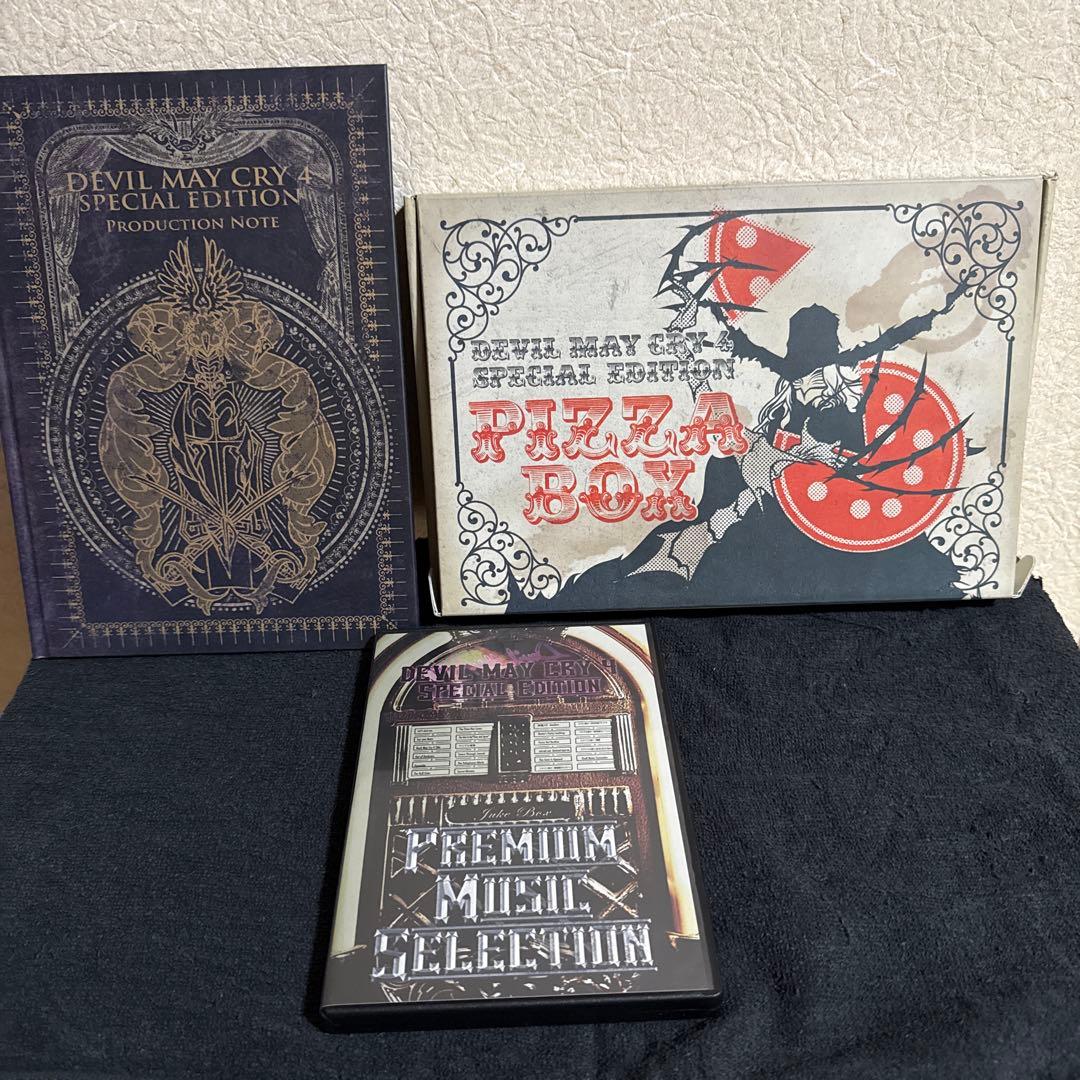 DEVIL MAY CRY 4
SPECIAL EDITION
PRODUCTION NOTE
DEVIL MAY CRY 4
SPECIAL EDITION
PIZZA
BOX
DEVIL MAY CRY 4
SPECIAL EDITION
Juke Box
PREMIUM
MUSIC
SELECTION